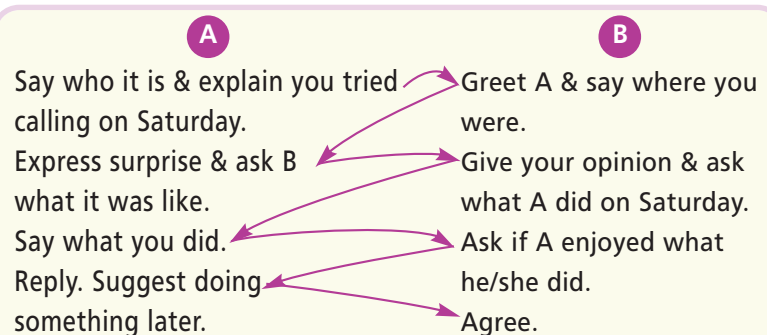 A
Say who it is & explain you tried
calling on Saturday.
Express surprise & ask B
what it was like.
Say what you did.
Reply. Suggest doing
something later.
B
Greet A & say where you
were.
Give your opinion & ask
what A did on Saturday.
Ask if A enjoyed what
he/she did.
Agree.